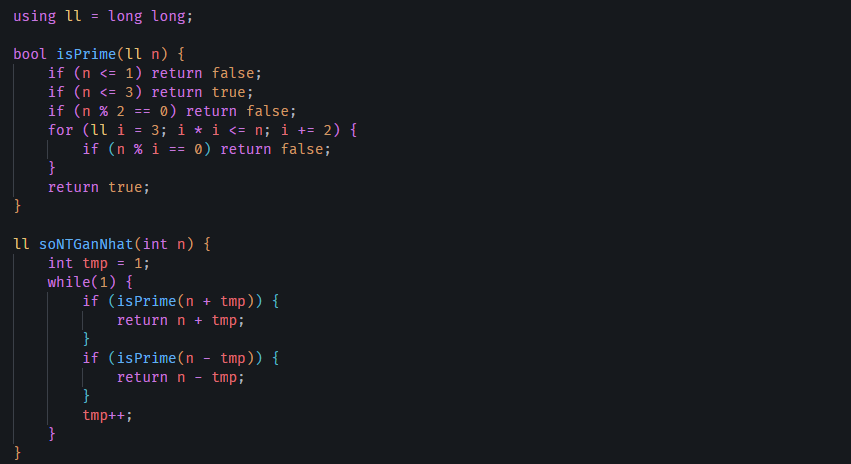 using ll = long long;

bool isPrime(ll n) {
    if (n <= 1) return false;
    if (n <= 3) return true;
    if (n % 2 == 0) return false;
    for (ll i = 3; i * i <= n; i += 2) {
        if (n % i == 0) return false;
    }
    return true;
}

ll soNTGanNhat(int n) {
    int tmp = 1;
    while(1) {
        if (isPrime(n + tmp)) {
            return n + tmp;
        }
        if (isPrime(n - tmp)) {
            return n - tmp;
        }
        tmp++;
    }
}